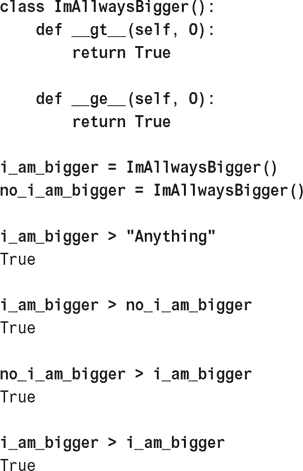 class ImAllwaysBigger():
    def __gt__(self, O):
        return True

    def __ge__(self, O):
        return True

i_am_bigger = ImAllwaysBigger()
no_i_am_bigger = ImAllwaysBigger()

i_am_bigger > "Anything"
True

i_am_bigger > no_i_am_bigger
True

no_i_am_bigger > i_am_bigger
True

i_am_bigger > i_am_bigger
True